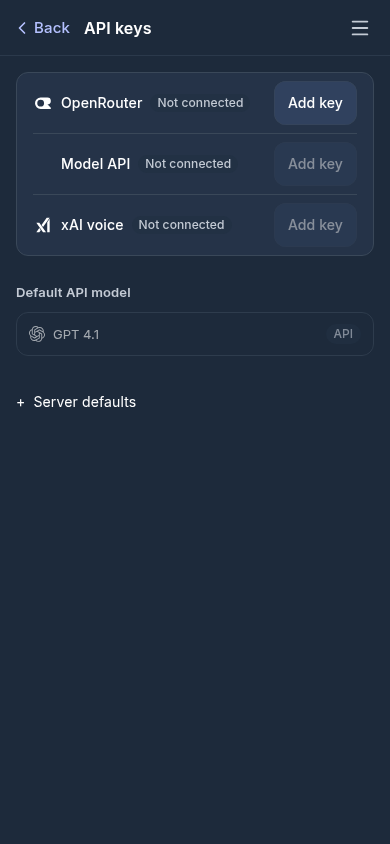 Back API keys
OpenRouter Not connected Add key
Model API Not connected Add key
xAI voice Not connected Add key
Default API model
GPT 4.1 API
+ Server defaults